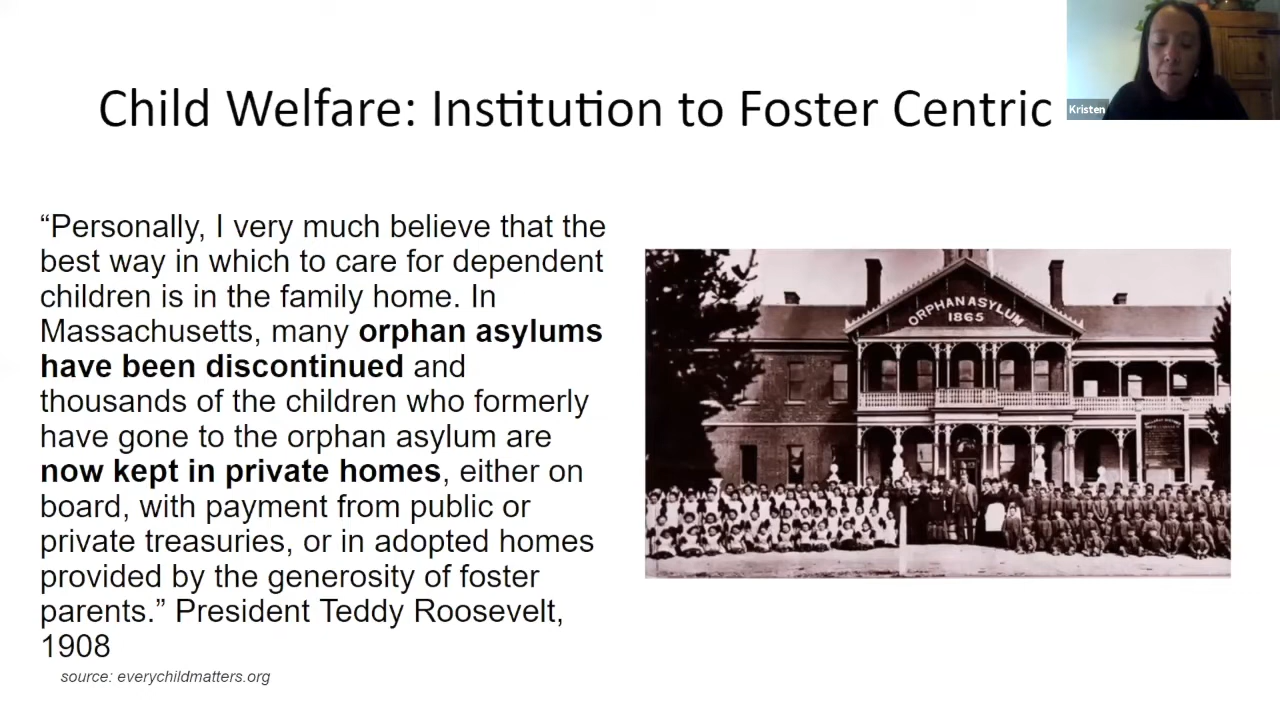 Child Welfare: Institution to Foster Centric
Kristen
“Personally, I very much believe that the
best way in which to care for dependent
children is in the family home. In
Massachusetts, many orphan asylums
have been discontinued and
thousands of the children who formerly
have gone to the orphan asylum are
now kept in private homes, either on
board, with payment from public or
private treasuries, or in adopted homes
provided by the generosity of foster
parents.” President Teddy Roosevelt,
1908
source: everychildmatters.org
ORPHAN ASYLUM
1865